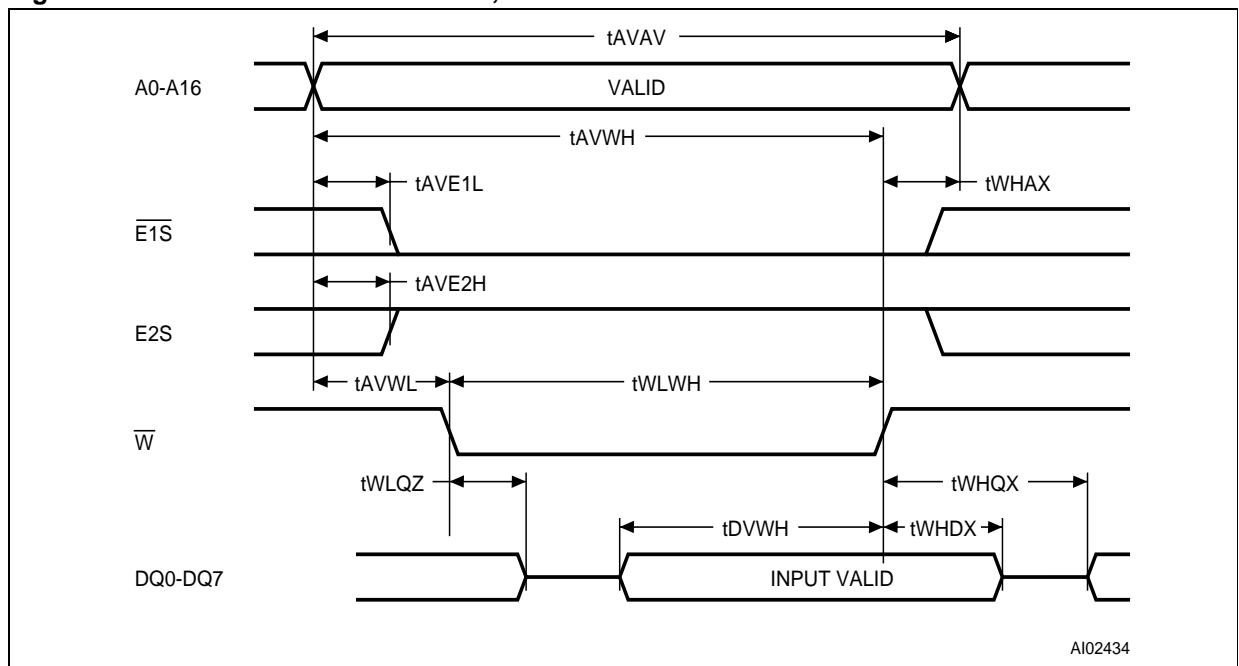 tAVAV
A0-A16
VALID
tAVWH
tAVE1L
tWHAX
E1S
tAVE2H
E2S
tAVWL
tWLWH
W
tWLQZ
tWHQX
tDVWH
tWHDX
DQ0-DQ7
INPUT VALID
AI02434